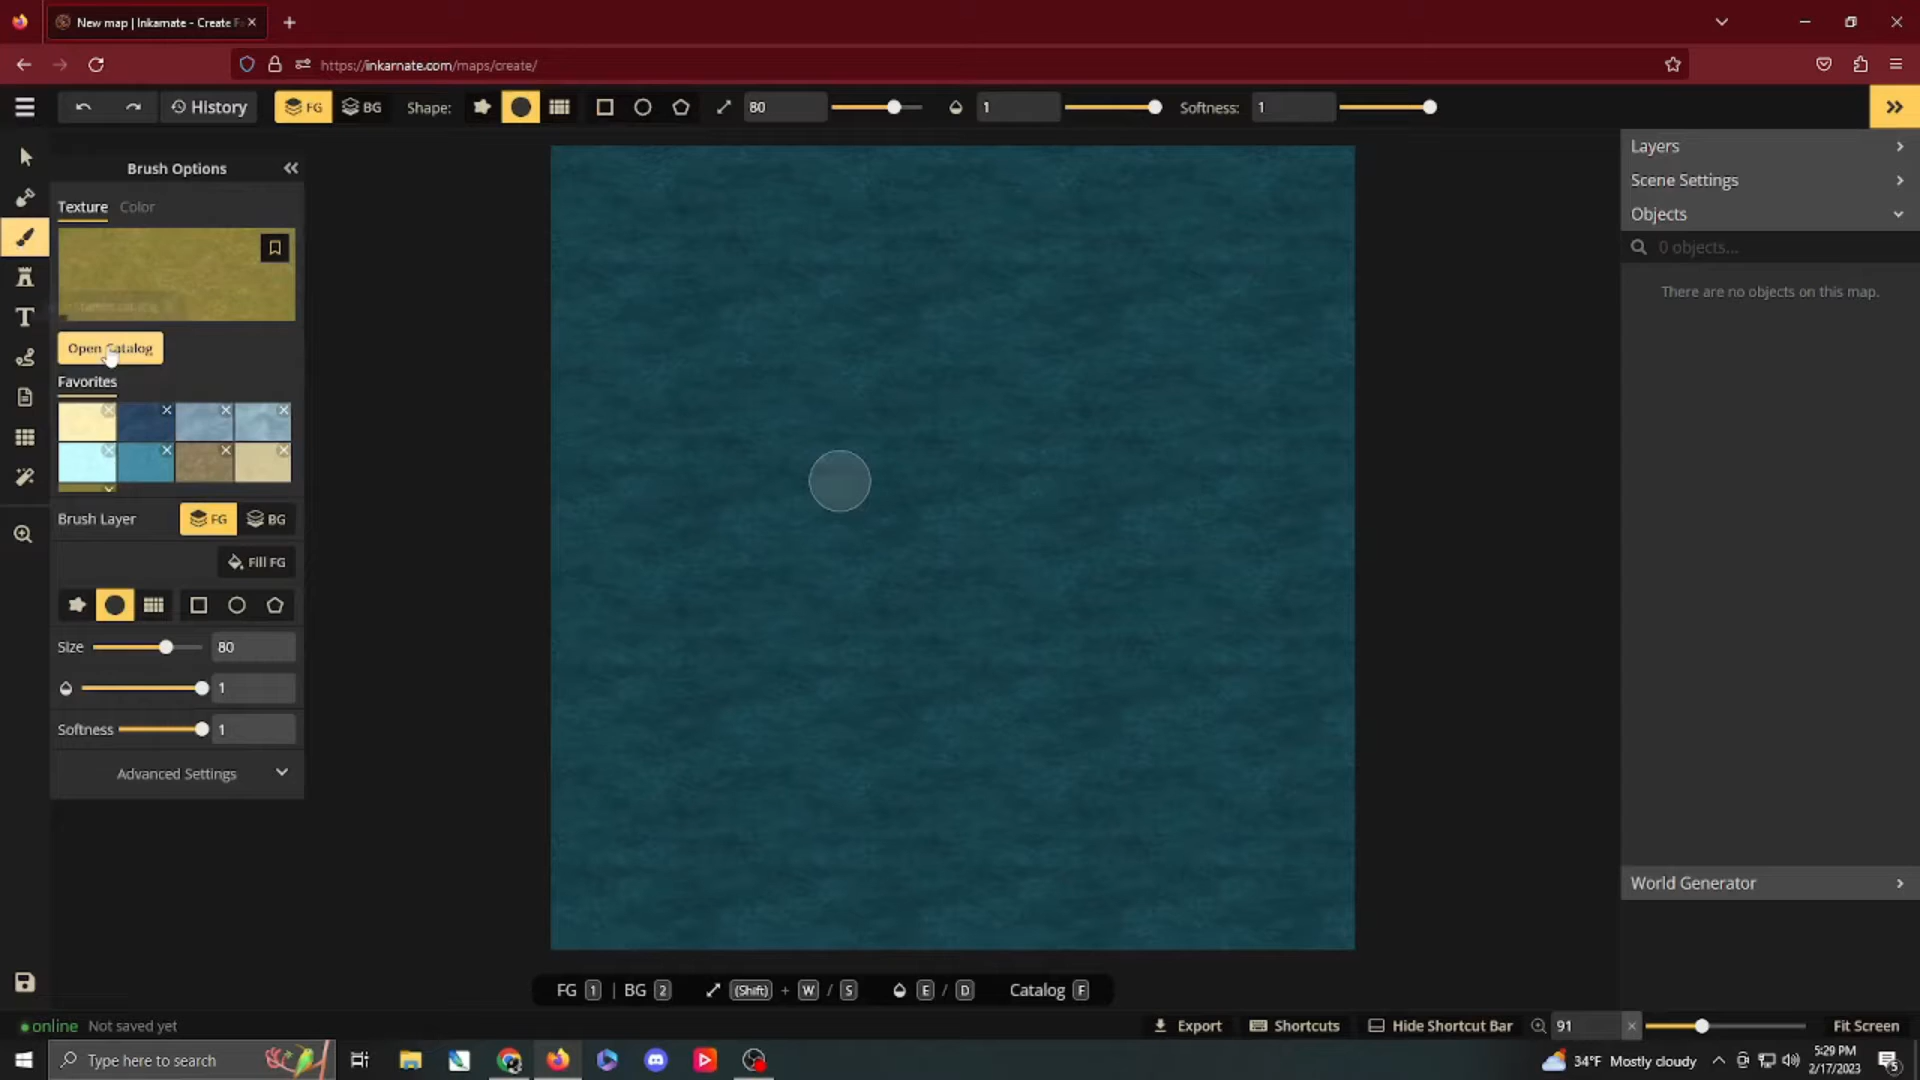 New map | Inkarnate - Create Fa
https://inkarnate.com/maps/create/
History FG BG Shape: 80 1 Softness: 1
Brush Options
Texture Color
Open Catalog
Favorites
Brush Layer FG BG
Fill FG
Size 80
1
Softness 1
Advanced Settings
Layers
Scene Settings
Objects
0 objects...
There are no objects on this map.
World Generator
FG 1 | BG 2 (Shift) + W / S E / D Catalog F
online Not saved yet
Export Shortcuts Hide Shortcut Bar 91 Fit Screen
Type here to search
34°F Mostly cloudy
5:29 PM
2/17/2023
5